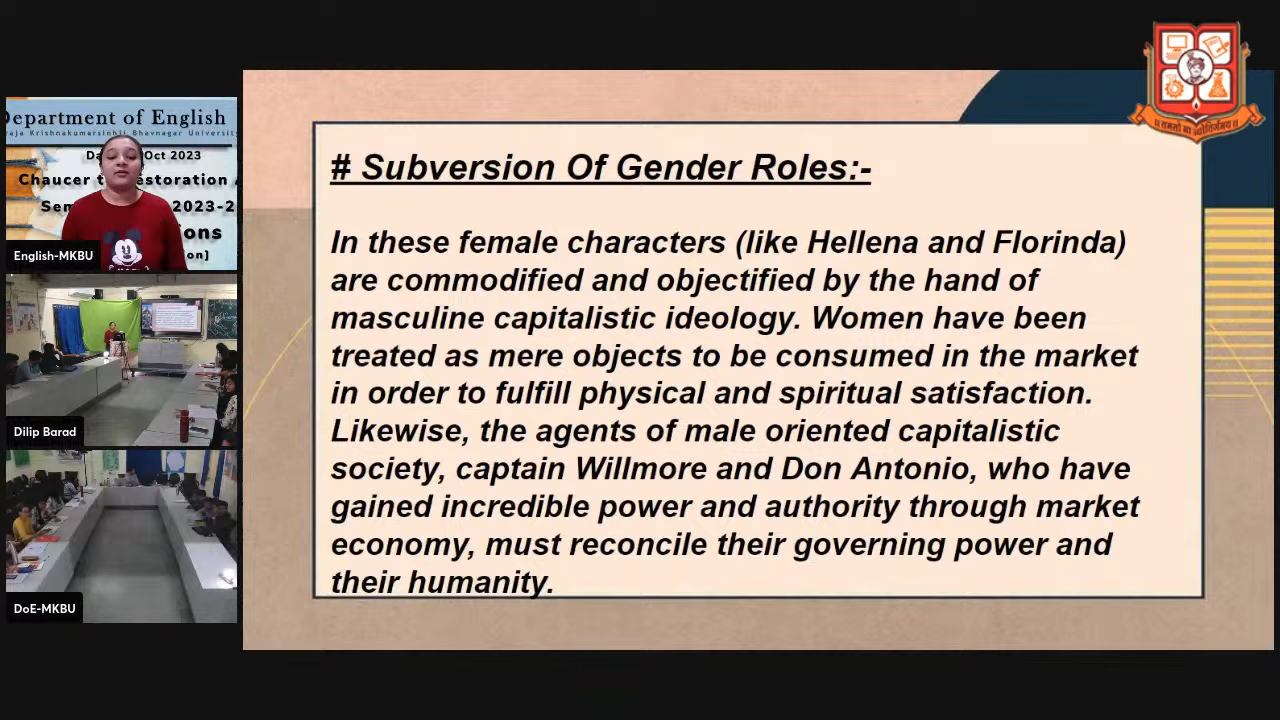 # Subversion Of Gender Roles:-
In these female characters (like Hellena and Florinda)
are commodified and objectified by the hand of
masculine capitalistic ideology. Women have been
treated as mere objects to be consumed in the market
in order to fulfill physical and spiritual satisfaction.
Likewise, the agents of male oriented capitalistic
society, captain Willmore and Don Antonio, who have
gained incredible power and authority through market
economy, must reconcile their governing power and
their humanity.
Department of English
Krishnakumarsinhji Bhavnagar University
Oct 2023
Chaucer
2023-2
English-MKBU
Dilip Barad
DoE-MKBU